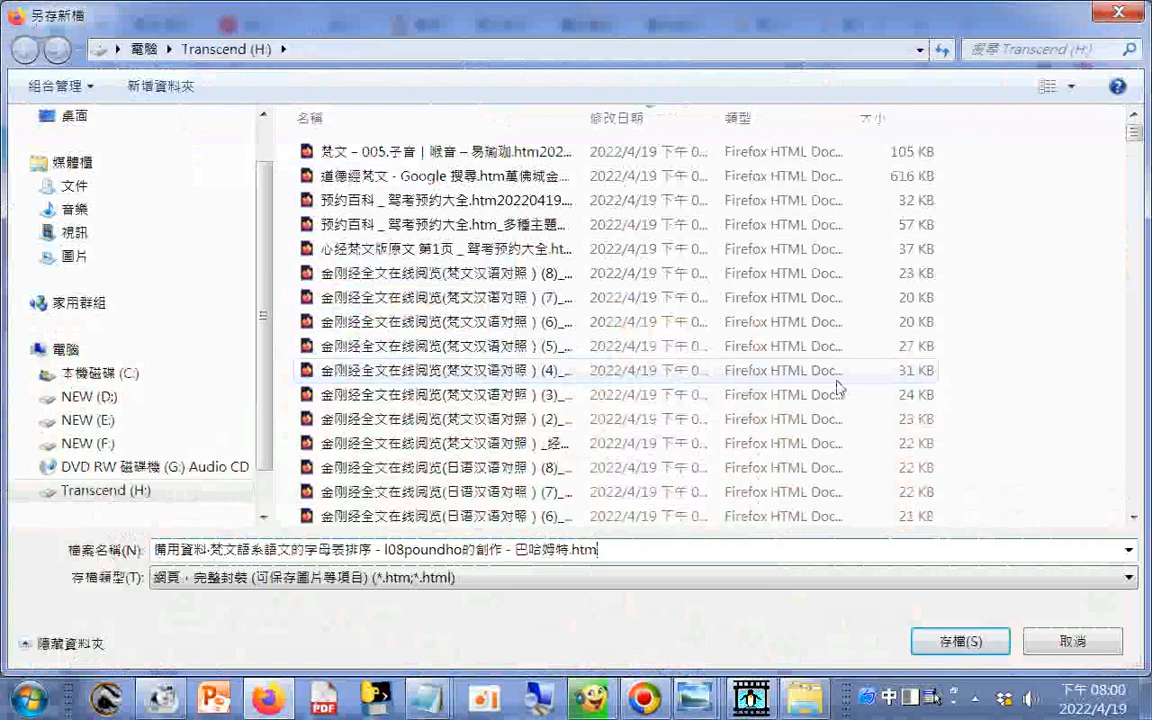 另存新檔
電腦 Transcend (H:)
搜尋 Transcend (H:)
組合管理 新增資料夾
名稱 修改日期 類型 大小
桌面
媒體櫃
文件
音樂
視訊
圖片
家用群組
電腦
本機磁碟 (C:)
NEW (D:)
NEW (E:)
NEW (F:)
DVD RW 磁碟機 (G:) Audio CD
Transcend (H:)
梵文 – 005.子音 | 喉音 – 易瑜珈.htm202... 2022/4/19 下午 0... Firefox HTML Doc... 105 KB
道德經梵文 - Google 搜尋.htm萬佛城金... 2022/4/19 下午 0... Firefox HTML Doc... 616 KB
预约百科 _ 驾考预约大全.htm20220419... 2022/4/19 下午 0... Firefox HTML Doc... 32 KB
预约百科 _ 驾考预约大全.htm_多種主題... 2022/4/19 下午 0... Firefox HTML Doc... 57 KB
心经梵文版原文 第1页 _ 驾考预约大全.ht... 2022/4/19 下午 0... Firefox HTML Doc... 37 KB
金刚经全文在线阅览(梵文汉语对照 ) (8)_... 2022/4/19 下午 0... Firefox HTML Doc... 23 KB
金刚经全文在线阅览(梵文汉语对照 ) (7)_... 2022/4/19 下午 0... Firefox HTML Doc... 20 KB
金刚经全文在线阅览(梵文汉语对照 ) (6)_... 2022/4/19 下午 0... Firefox HTML Doc... 20 KB
金刚经全文在线阅览(梵文汉语对照 ) (5)_... 2022/4/19 下午 0... Firefox HTML Doc... 27 KB
金刚经全文在线阅览(梵文汉语对照 ) (4)_... 2022/4/19 下午 0... Firefox HTML Doc... 31 KB
金刚经全文在线阅览(梵文汉语对照 ) (3)_... 2022/4/19 下午 0... Firefox HTML Doc... 24 KB
金刚经全文在线阅览(梵文汉语对照 ) (2)_... 2022/4/19 下午 0... Firefox HTML Doc... 23 KB
金刚经全文在线阅览(梵文汉语对照 ) _经... 2022/4/19 下午 0... Firefox HTML Doc... 22 KB
金刚经全文在线阅览(日语汉语对照 ) (8)_... 2022/4/19 下午 0... Firefox HTML Doc... 22 KB
金刚经全文在线阅览(日语汉语对照 ) (7)_... 2022/4/19 下午 0... Firefox HTML Doc... 22 KB
金刚经全文在线阅览(日语汉语对照 ) (6)_... 2022/4/19 下午 0... Firefox HTML Doc... 21 KB
檔案名稱(N): 備用資料·梵文語系語文的字母表排序 - l08poundho的創作 - 巴哈姆特.htm
存檔類型(T): 網頁，完整封裝 (可保存圖片等項目) (*.htm;*.html)
隱藏資料夾 存檔(S) 取消
PDF
中
下午 08:00
2022/4/19